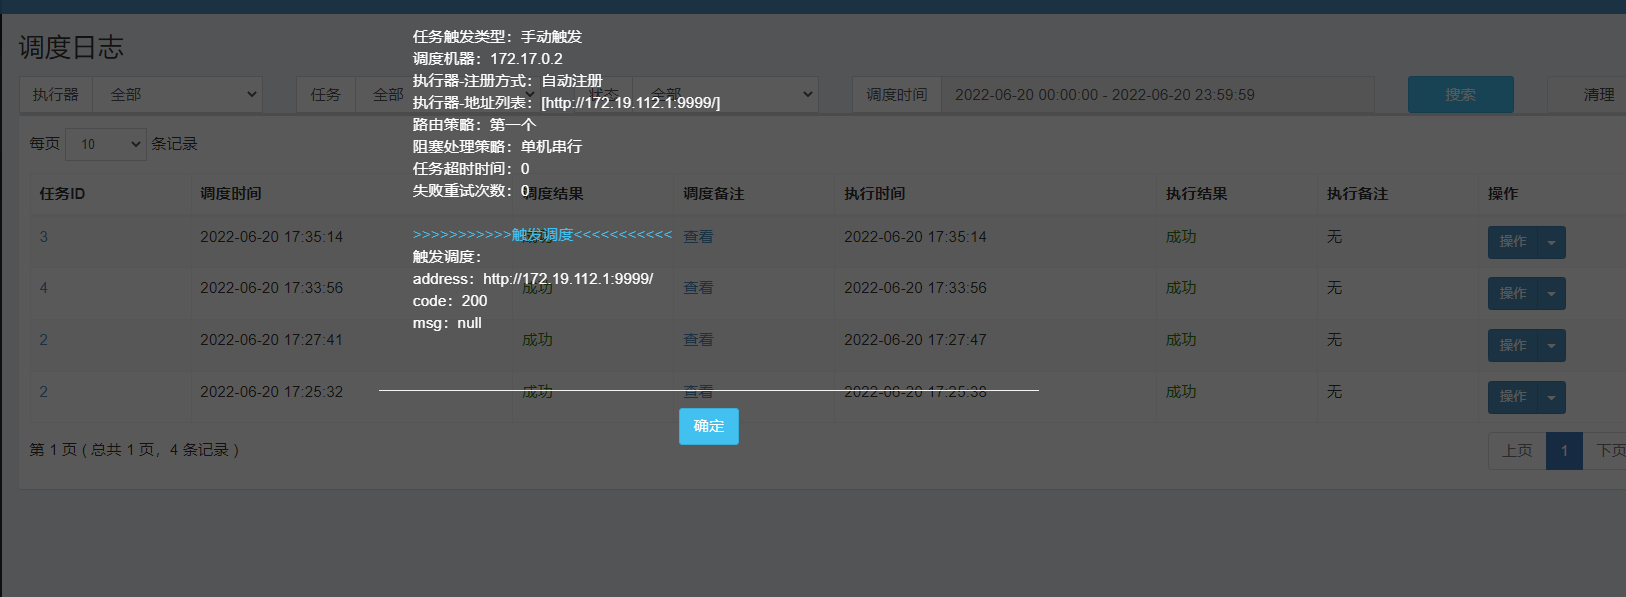 调度日志
执行器 全部 任务 全部 状态 全部 调度时间 2022-06-20 00:00:00 - 2022-06-20 23:59:59 搜索 清理
每页 10 条记录
任务ID 调度时间 调度结果 调度备注 执行时间 执行结果 执行备注 操作
3 2022-06-20 17:35:14 成功 查看 2022-06-20 17:35:14 成功 无 操作
4 2022-06-20 17:33:56 成功 查看 2022-06-20 17:33:56 成功 无 操作
2 2022-06-20 17:27:41 成功 查看 2022-06-20 17:27:47 成功 无 操作
2 2022-06-20 17:25:32 成功 查看 2022-06-20 17:25:38 成功 无 操作
第 1 页 ( 总共 1 页，4 条记录 ) 上页 1 下页
任务触发类型：手动触发
调度机器：172.17.0.2
执行器-注册方式：自动注册
执行器-地址列表：[http://172.19.112.1:9999/]
路由策略：第一个
阻塞处理策略：单机串行
任务超时时间：0
失败重试次数：0
>>>>>>>>>>>触发调度<<<<<<<<<<<
触发调度：
address：http://172.19.112.1:9999/
code：200
msg：null
确定